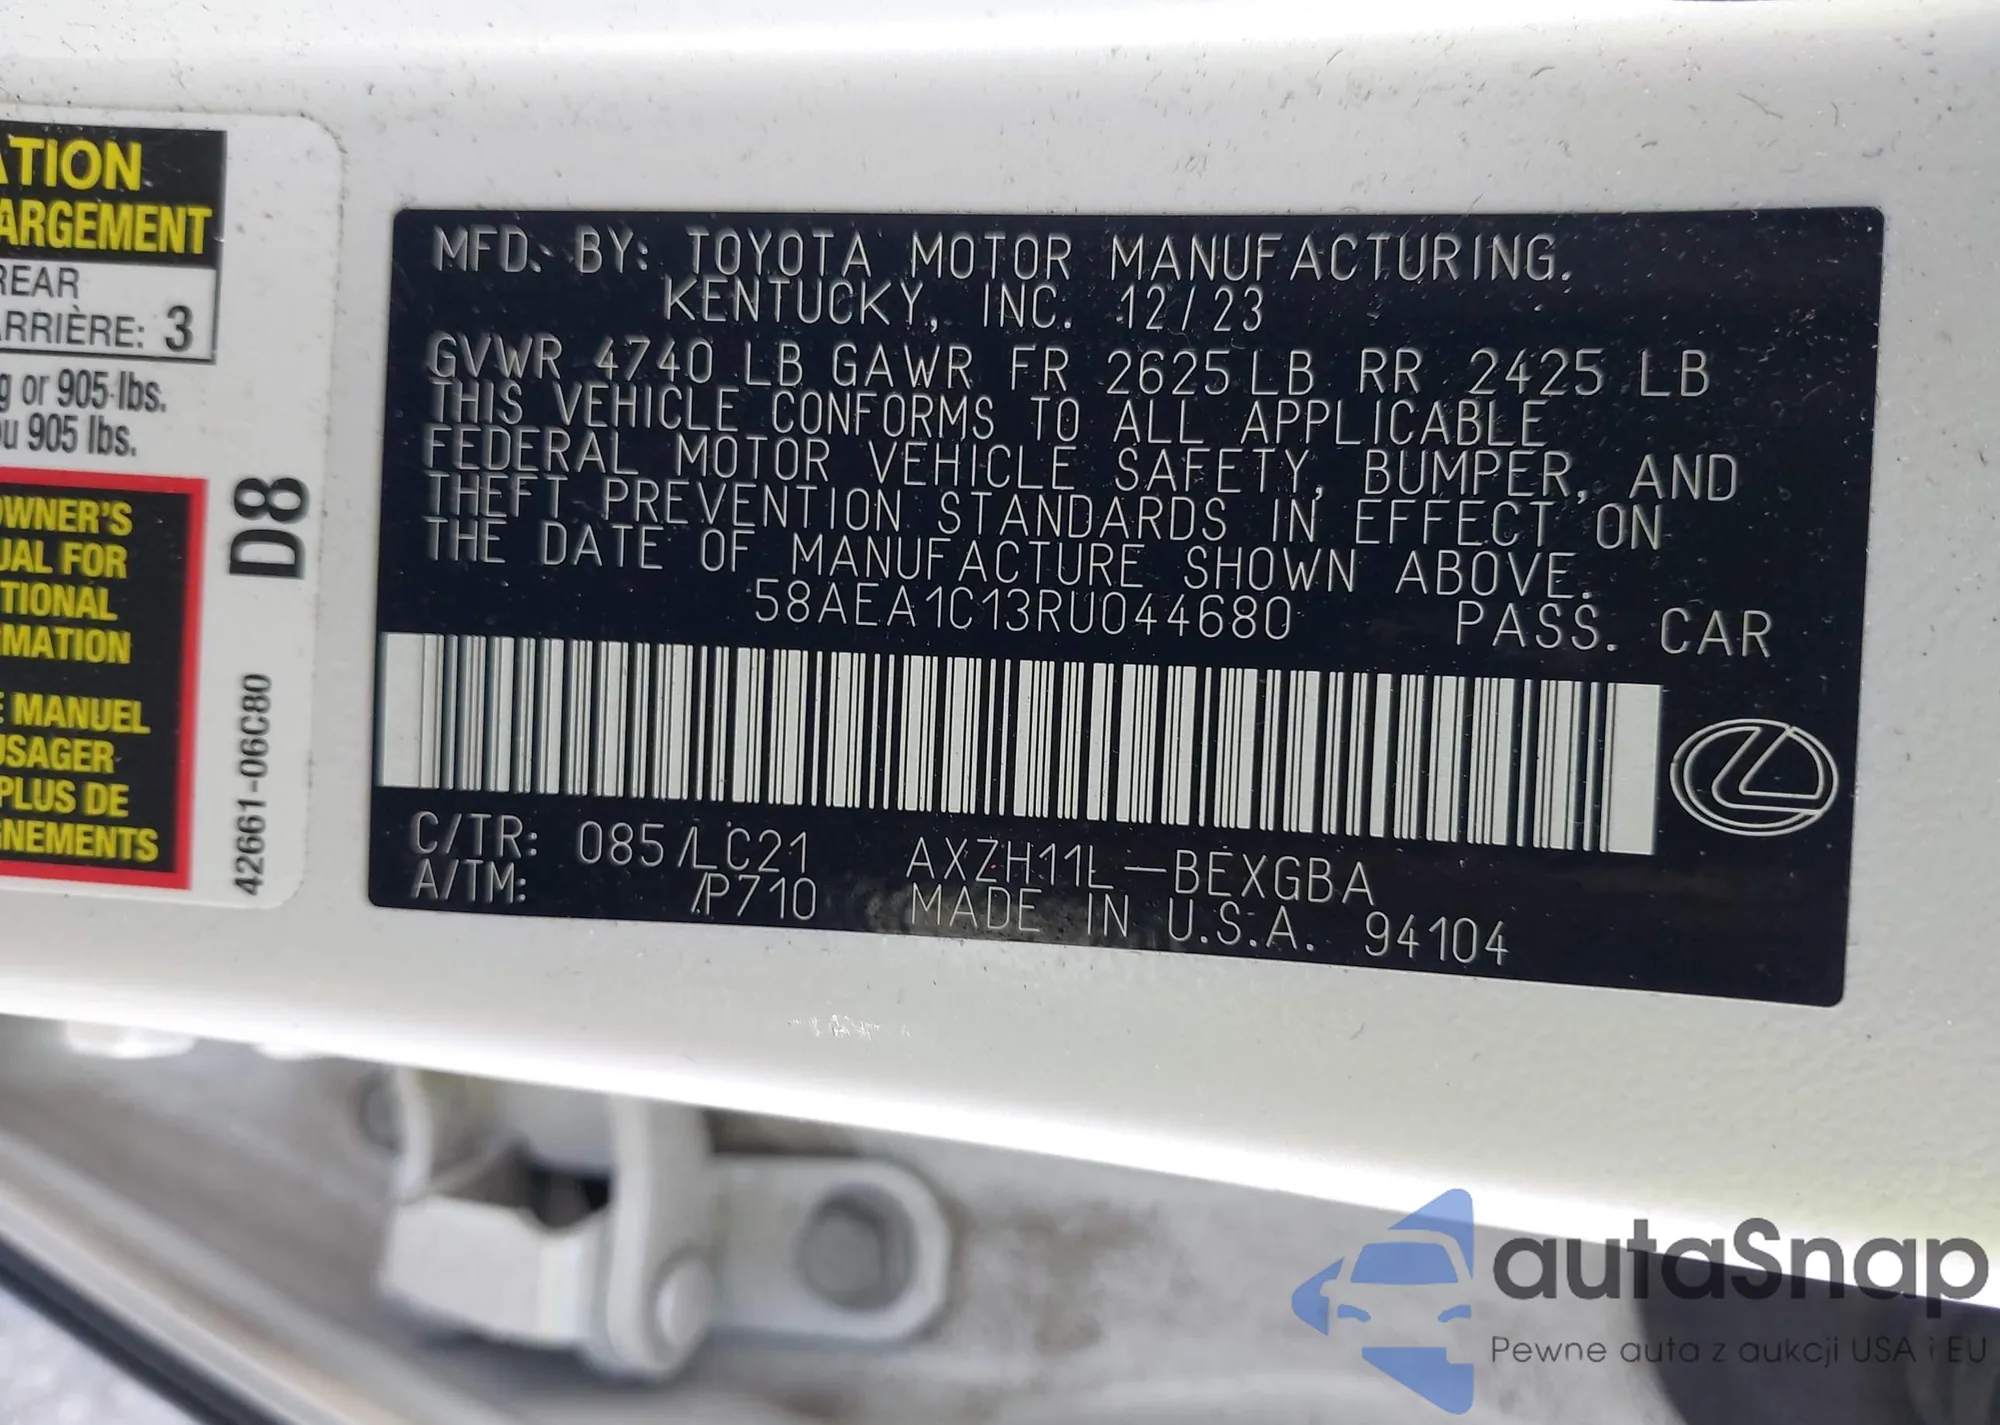 ATION
ARGEMENT
REAR
ARRIÈRE: 3
g or 905 lbs.
ou 905 lbs.
OWNER'S
UAL FOR
TIONAL
RMATION
E MANUEL
USAGER
PLUS DE
GNEMENTS
D8
42661-06C80
MFD. BY: TOYOTA MOTOR MANUFACTURING.
KENTUCKY, INC. 12/23
GVWR 4740 LB GAWR FR 2625 LB RR 2425 LB
THIS VEHICLE CONFORMS TO ALL APPLICABLE
FEDERAL MOTOR VEHICLE SAFETY, BUMPER, AND
THEFT PREVENTION STANDARDS IN EFFECT ON
THE DATE OF MANUFACTURE SHOWN ABOVE.
58AEA1C13RU044680 PASS. CAR
C/TR: 085/LC21 AXZH11L-BEXGBA
A/TM: /P710 MADE IN U.S.A. 94104
autaSnap
Pewne auta z aukcji USA i EU